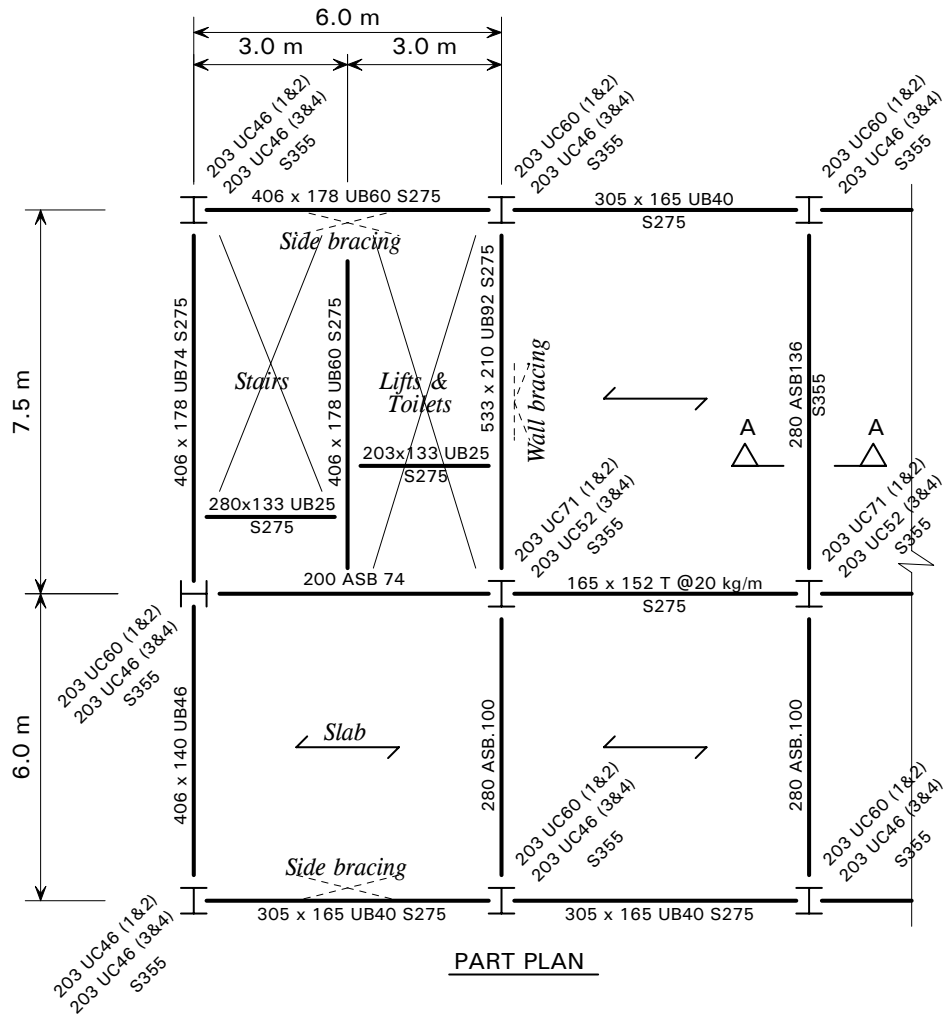 6.0 m
3.0 m
3.0 m
203 UC46 (1&2)
203 UC46 (3&4)
S355
203 UC60 (1&2)
203 UC46 (3&4)
S355
203 UC60 (1&2)
203 UC46 (3&4)
S355
406 x 178 UB60 S275
305 x 165 UB40
S275
Side bracing
7.5 m
406 x 178 UB74 S275
Stairs
406 x 178 UB60 S275
Lifts &
Toilets
533 x 210 UB92 S275
Wall bracing
280 ASB136
S355
A
A
203x133 UB25
S275
280x133 UB25
S275
203 UC71 (1&2)
203 UC52 (3&4)
S355
203 UC71 (1&2)
203 UC52 (3&4)
S355
200 ASB 74
165 x 152 T @20 kg/m
S275
203 UC60 (1&2)
203 UC46 (3&4)
S355
6.0 m
406 x 140 UB46
Slab
280 ASB.100
280 ASB.100
203 UC60 (1&2)
203 UC46 (3&4)
S355
203 UC60 (1&2)
203 UC46 (3&4)
S355
Side bracing
305 x 165 UB40 S275
305 x 165 UB40 S275
203 UC46 (1&2)
203 UC46 (3&4)
S355
PART PLAN